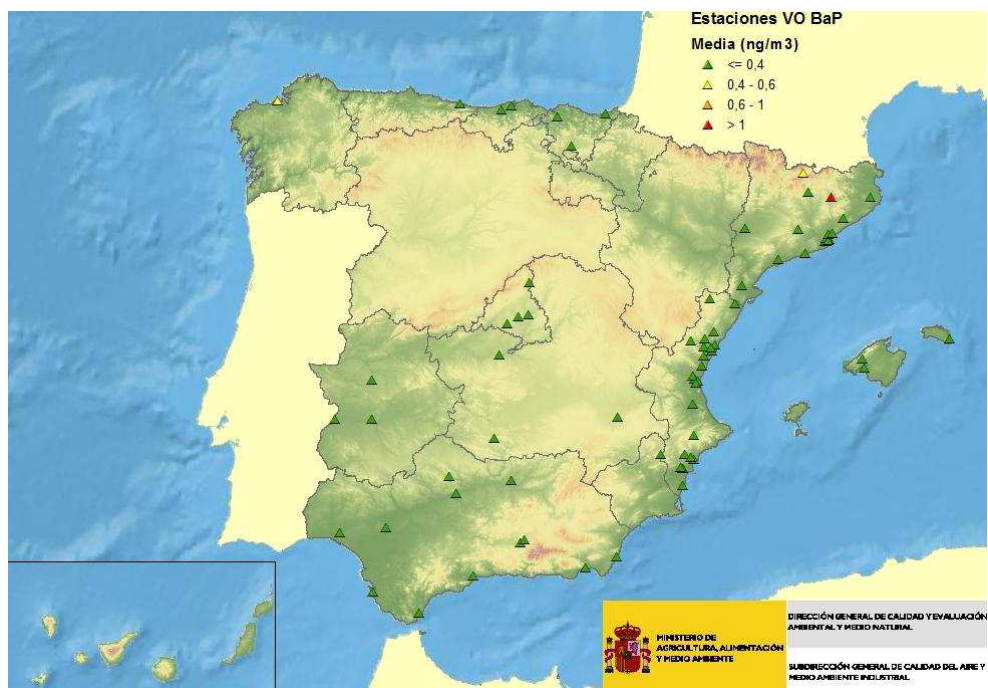 Estaciones VO BaP
Media (ng/m3)
<= 0,4
0,4 - 0,6
0,6 - 1
> 1
MINISTERIO DE
AGRICULTURA, ALIMENTACIÓN
Y MEDIO AMBIENTE
DIRECCIÓN GENERAL DE CALIDAD Y EVALUACIÓN
AMBIENTAL Y MEDIO NATURAL
SUBDIRECCIÓN GENERAL DE CALIDAD DEL AIRE Y
MEDIO AMBIENTE INDUSTRIAL